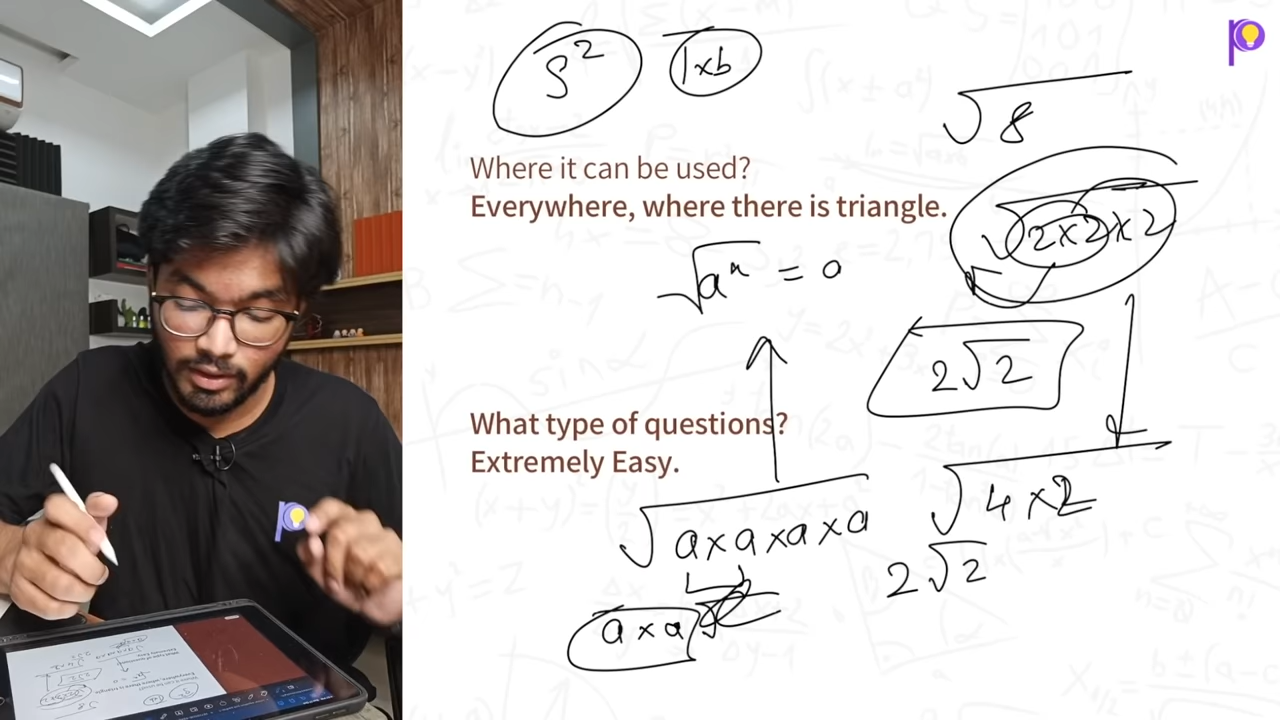 S² l×b
√8
Where it can be used?
Everywhere, where there is triangle.
√2×2×2
√aⁿ = a
2√2
What type of questions?
Extremely Easy.
√4×2
√a×a×a×a
2√2
a×a